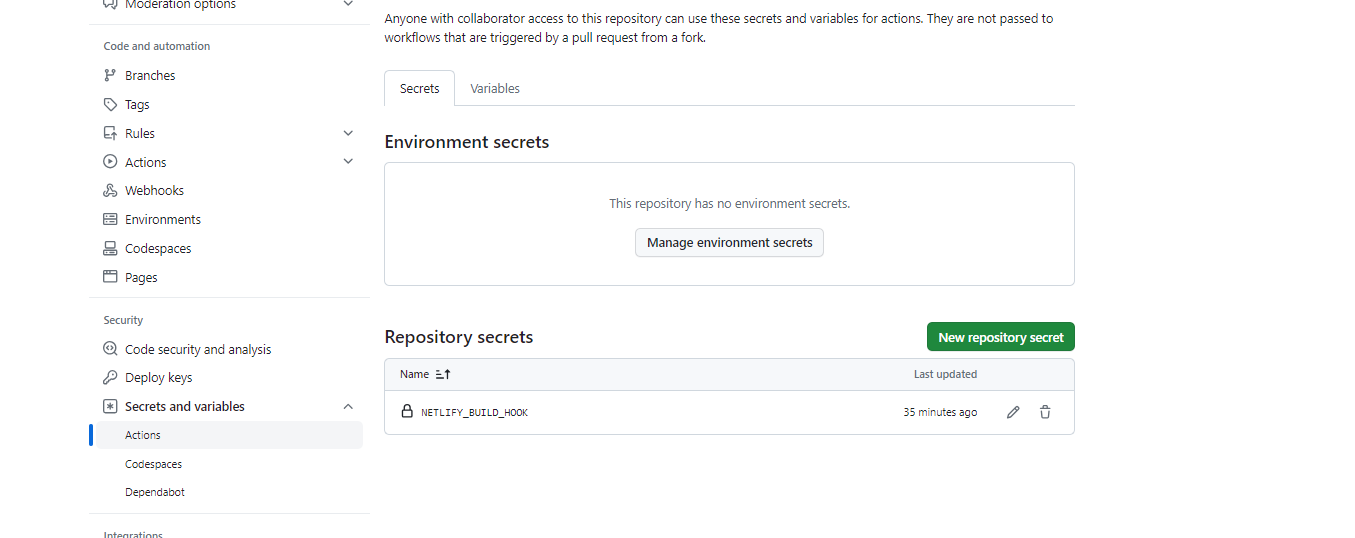 Moderation options
Code and automation
Branches
Tags
Rules
Actions
Webhooks
Environments
Codespaces
Pages
Security
Code security and analysis
Deploy keys
Secrets and variables
Actions
Codespaces
Dependabot
Integrations
Anyone with collaborator access to this repository can use these secrets and variables for actions. They are not passed to
workflows that are triggered by a pull request from a fork.
Secrets Variables
Environment secrets
This repository has no environment secrets.
Manage environment secrets
Repository secrets New repository secret
Name Last updated
NETLIFY_BUILD_HOOK 35 minutes ago